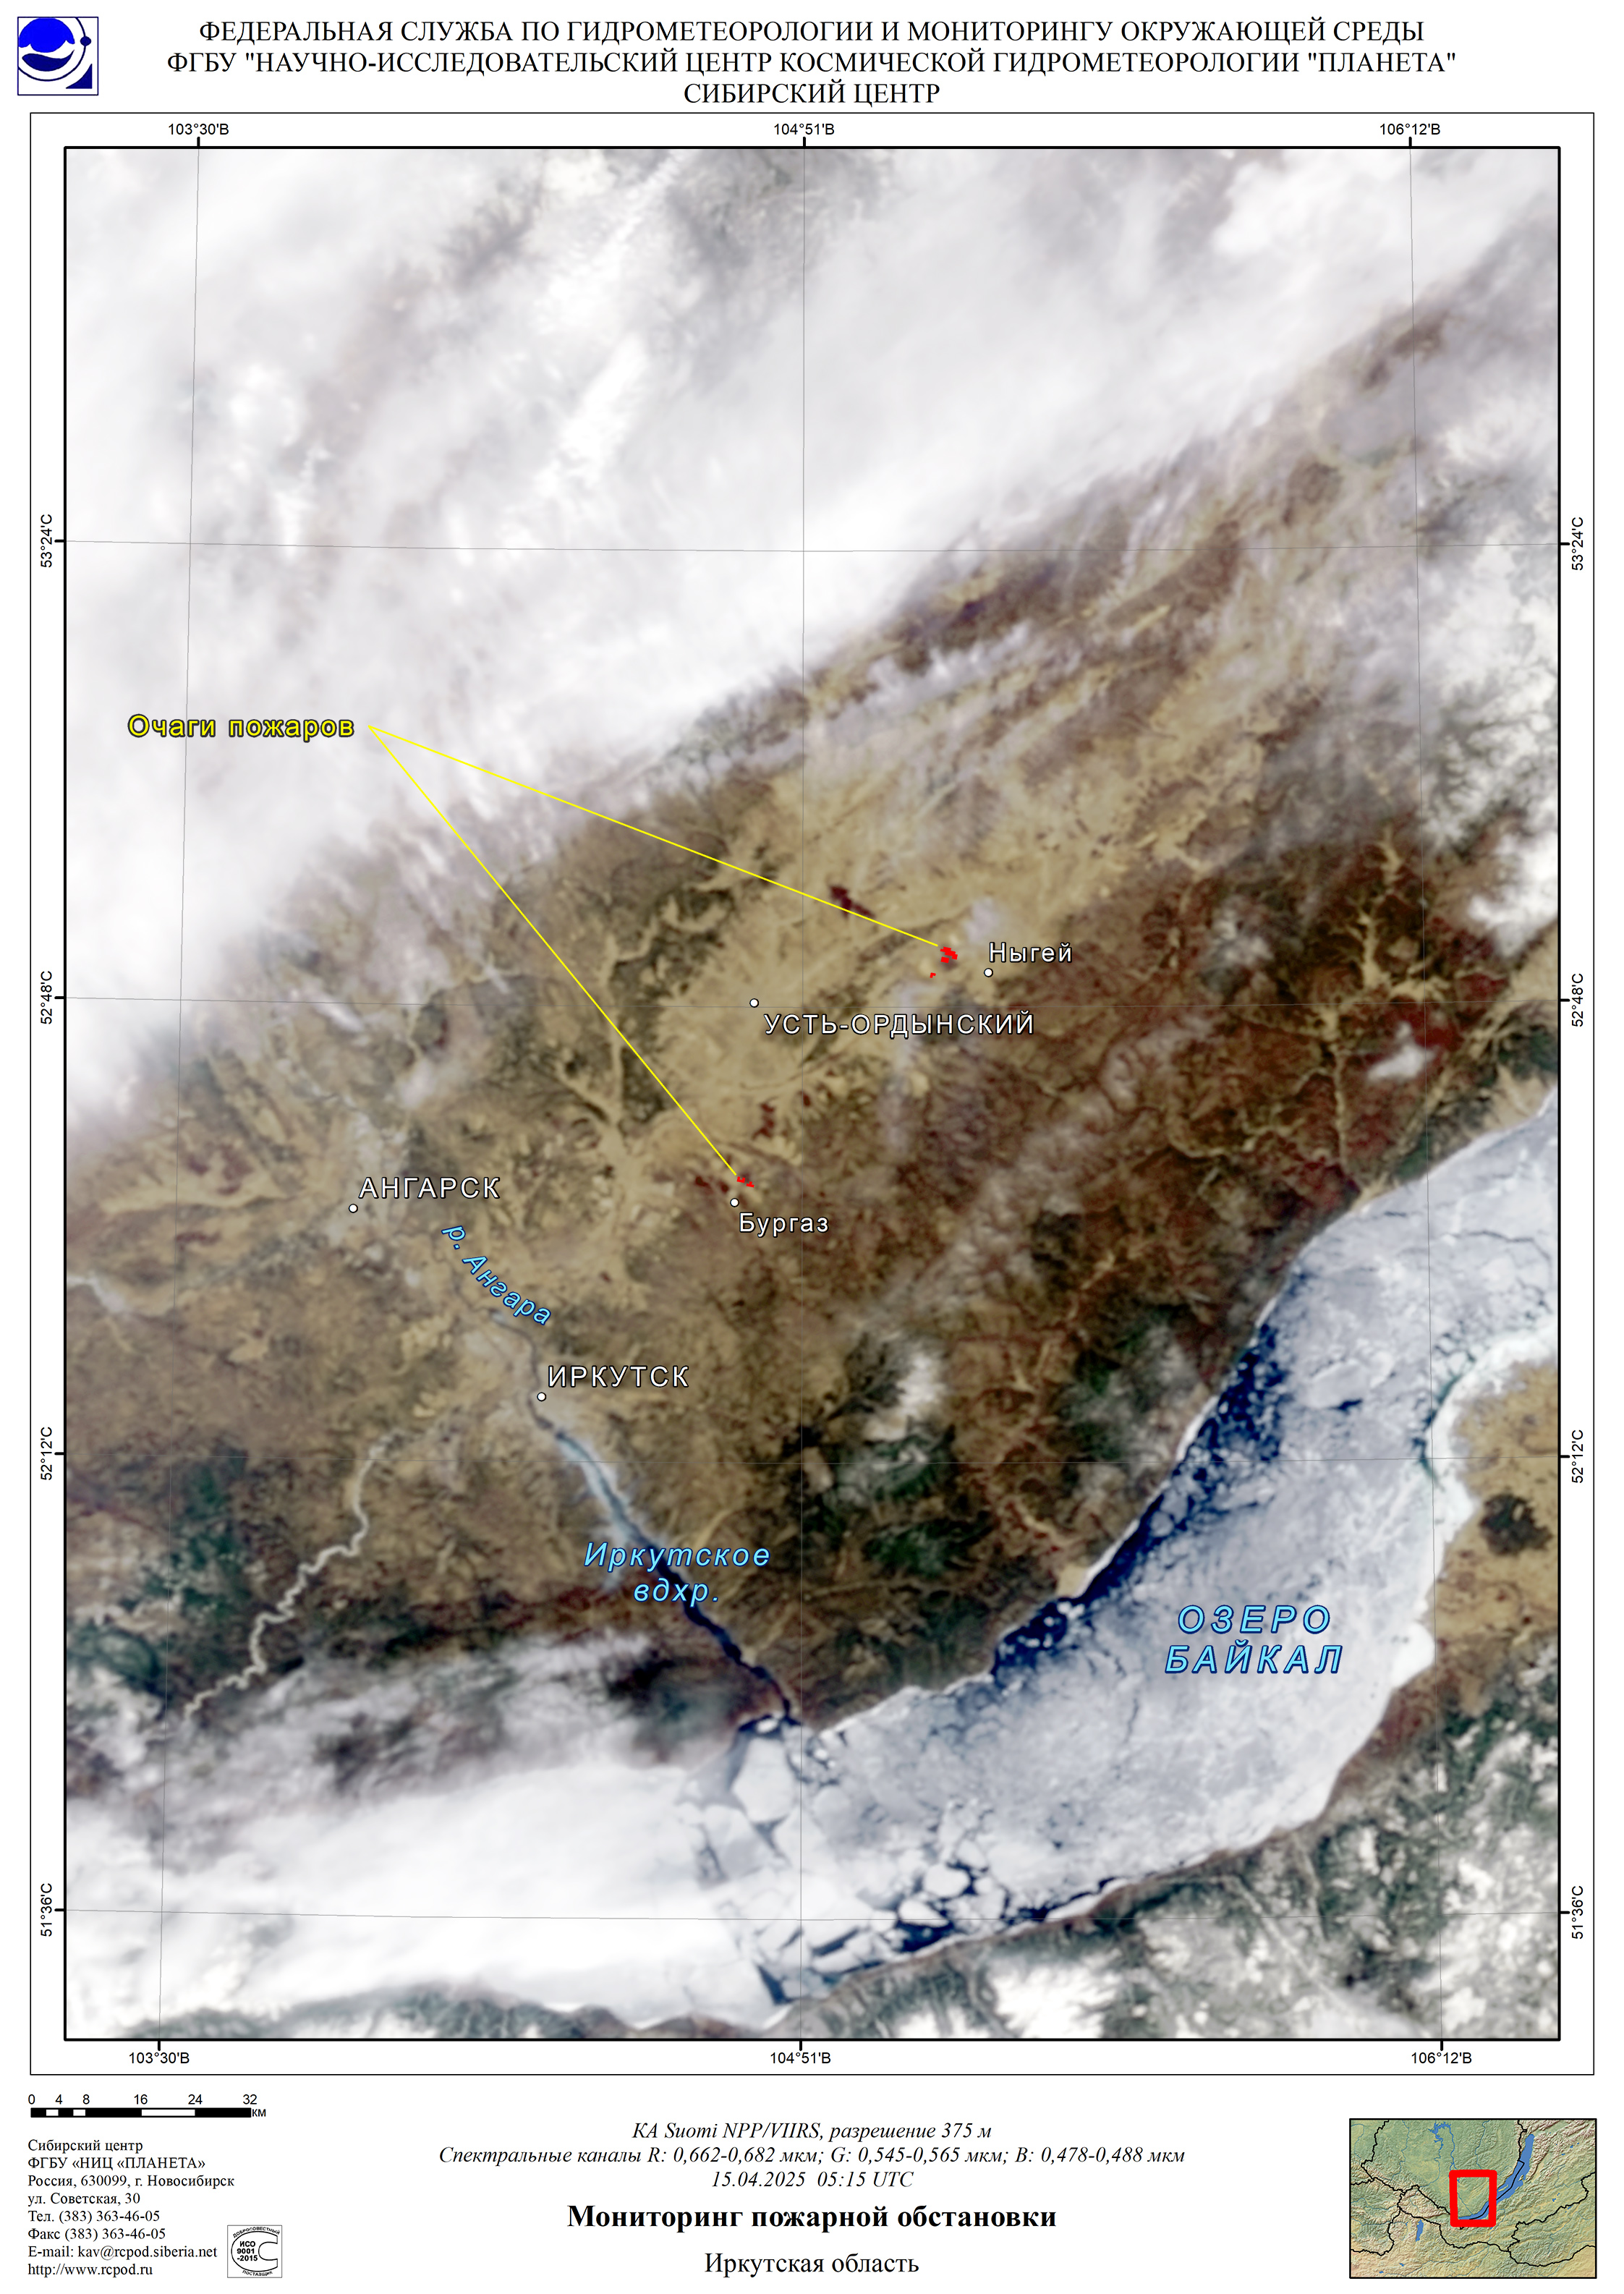 ФЕДЕРАЛЬНАЯ СЛУЖБА ПО ГИДРОМЕТЕОРОЛОГИИ И МОНИТОРИНГУ ОКРУЖАЮЩЕЙ СРЕДЫ
ФГБУ "НАУЧНО-ИССЛЕДОВАТЕЛЬСКИЙ ЦЕНТР КОСМИЧЕСКОЙ ГИДРОМЕТЕОРОЛОГИИ "ПЛАНЕТА"
СИБИРСКИЙ ЦЕНТР
103°30'В 104°51'В 106°12'В
53°24'С 53°24'С
Очаги пожаров
Ныгей
52°48'С 52°48'С
УСТЬ-ОРДЫНСКИЙ
АНГАРСК
Бургаз
р. Ангара
ИРКУТСК
52°12'С 52°12'С
Иркутское
вдхр.
ОЗЕРО
БАЙКАЛ
51°36'С 51°36'С
103°30'В 104°51'В 106°12'В
0 4 8 16 24 32
КМ
Сибирский центр
ФГБУ «НИЦ «ПЛАНЕТА»
Россия, 630099, г. Новосибирск
ул. Советская, 30
Тел. (383) 363-46-05
Факс (383) 363-46-05
E-mail: kav@rcpod.siberia.net
http://www.rcpod.ru
ДОБРОСОВЕСТНЫЙ
ИСО
9001
-2015
ПОСТАВЩИК
КА Suomi NPP/VIIRS, разрешение 375 м
Спектральные каналы R: 0,662-0,682 мкм; G: 0,545-0,565 мкм; B: 0,478-0,488 мкм
15.04.2025 05:15 UTC
Мониторинг пожарной обстановки
Иркутская область